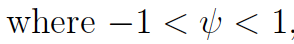 where −1 < ψ < 1,